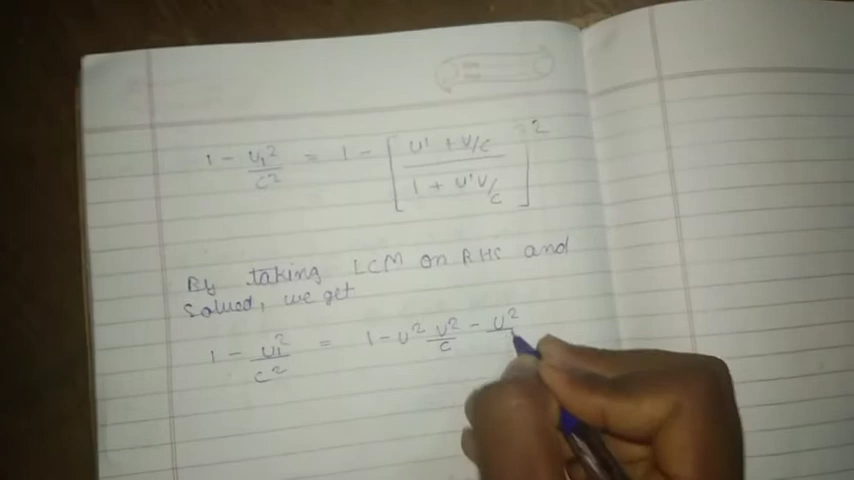 1 - U₁²/c² = 1 - [ (U' + V/c) / (1 + U'V/c) ]²
By taking LCM on RHS and
solved, we get
1 - U₁²/c² = 1 - U² U²/c - U²